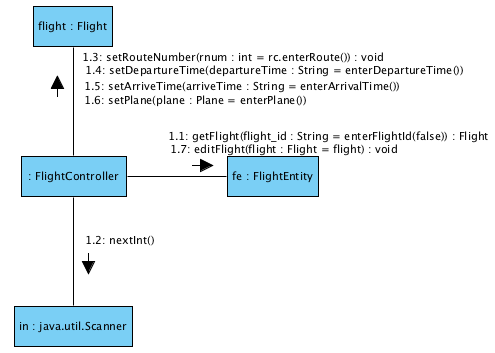 flight : Flight
1.3: setRouteNumber(rnum : int = rc.enterRoute()) : void
1.4: setDepartureTime(departureTime : String = enterDepartureTime())
1.5: setArriveTime(arriveTime : String = enterArrivalTime())
1.6: setPlane(plane : Plane = enterPlane())
1.1: getFlight(flight_id : String = enterFlightId(false)) : Flight
1.7: editFlight(flight : Flight = flight) : void
: FlightController
fe : FlightEntity
1.2: nextInt()
in : java.util.Scanner